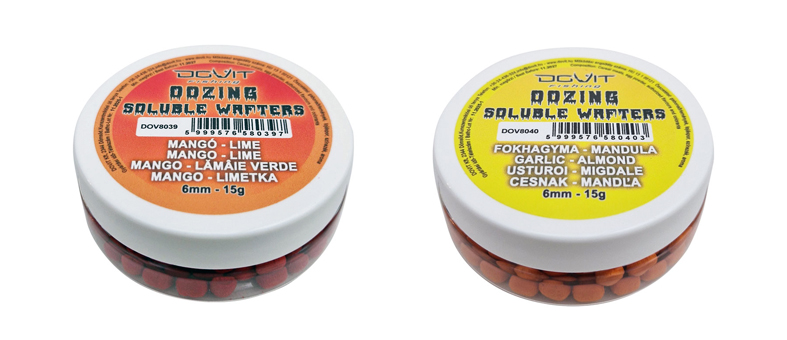 DOVIT
fishing
OOZING
SOLUBLE WAFTERS
DOV8039
5 999576 580397
MANGÓ - LIME
MANGO - LIME
MANGO - LĂMÂIE VERDE
MANGO - LIMETKA
6mm - 15g
DOVIT
fishing
OOZING
SOLUBLE WAFTERS
DOV8040
5 999576 580403
FOKHAGYMA - MANDULA
GARLIC - ALMOND
USTUROI - MIGDALE
CESNAK - MANDĽA
6mm - 15g